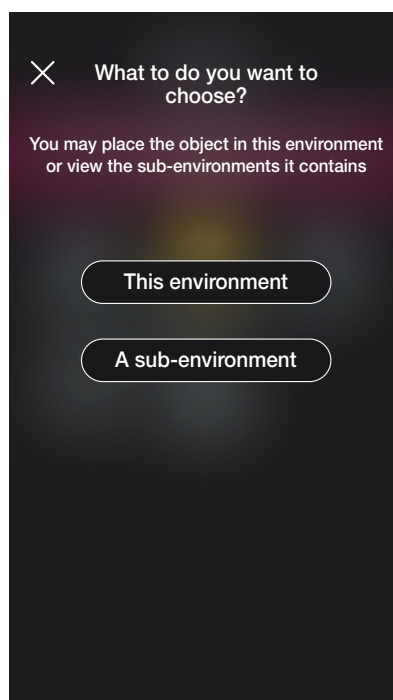 What to do you want to
choose?
You may place the object in this environment
or view the sub-environments it contains
This environment
A sub-environment